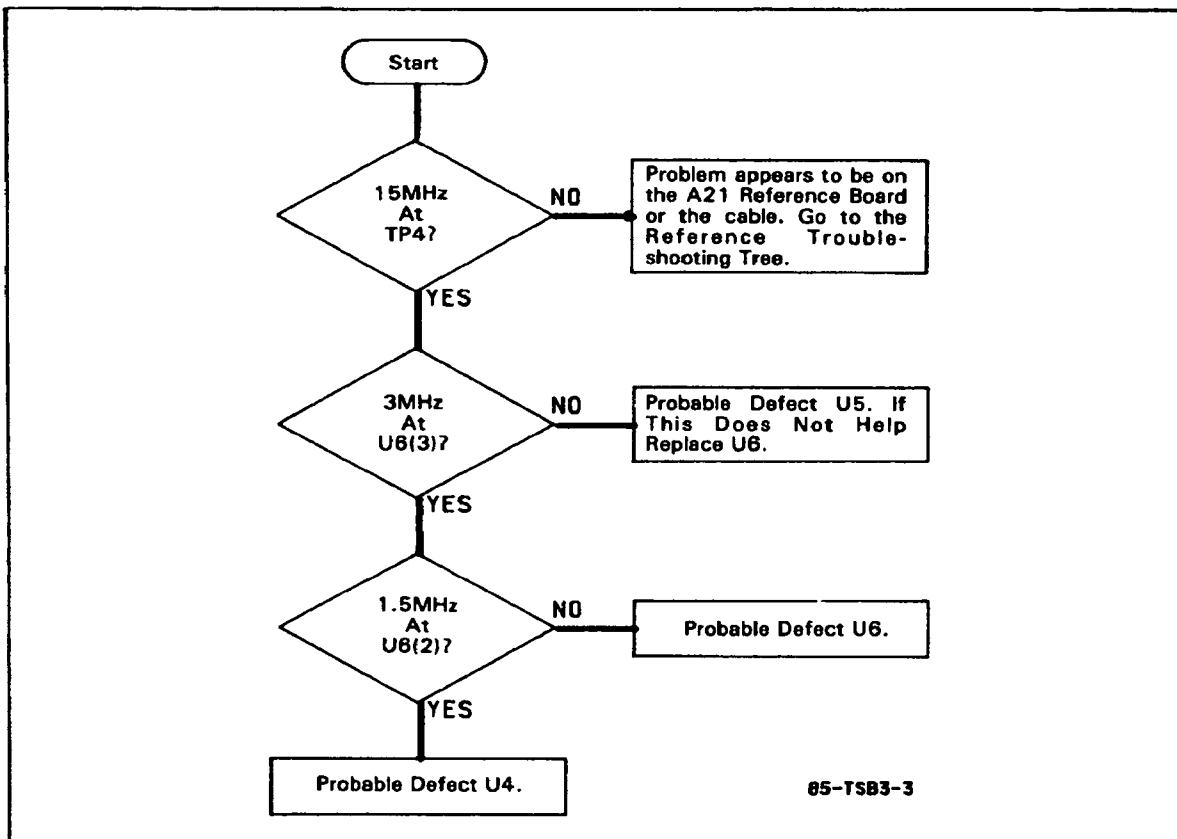 Start
15MHz
At
TP4?
NO
Problem appears to be on
the A21 Reference Board
or the cable. Go to the
Reference Trouble-
shooting Tree.
YES
3MHz
At
U6(3)?
NO
Probable Defect U5. If
This Does Not Help
Replace U6.
YES
1.5MHz
At
U6(2)?
NO
Probable Defect U6.
YES
Probable Defect U4.
85-TSB3-3